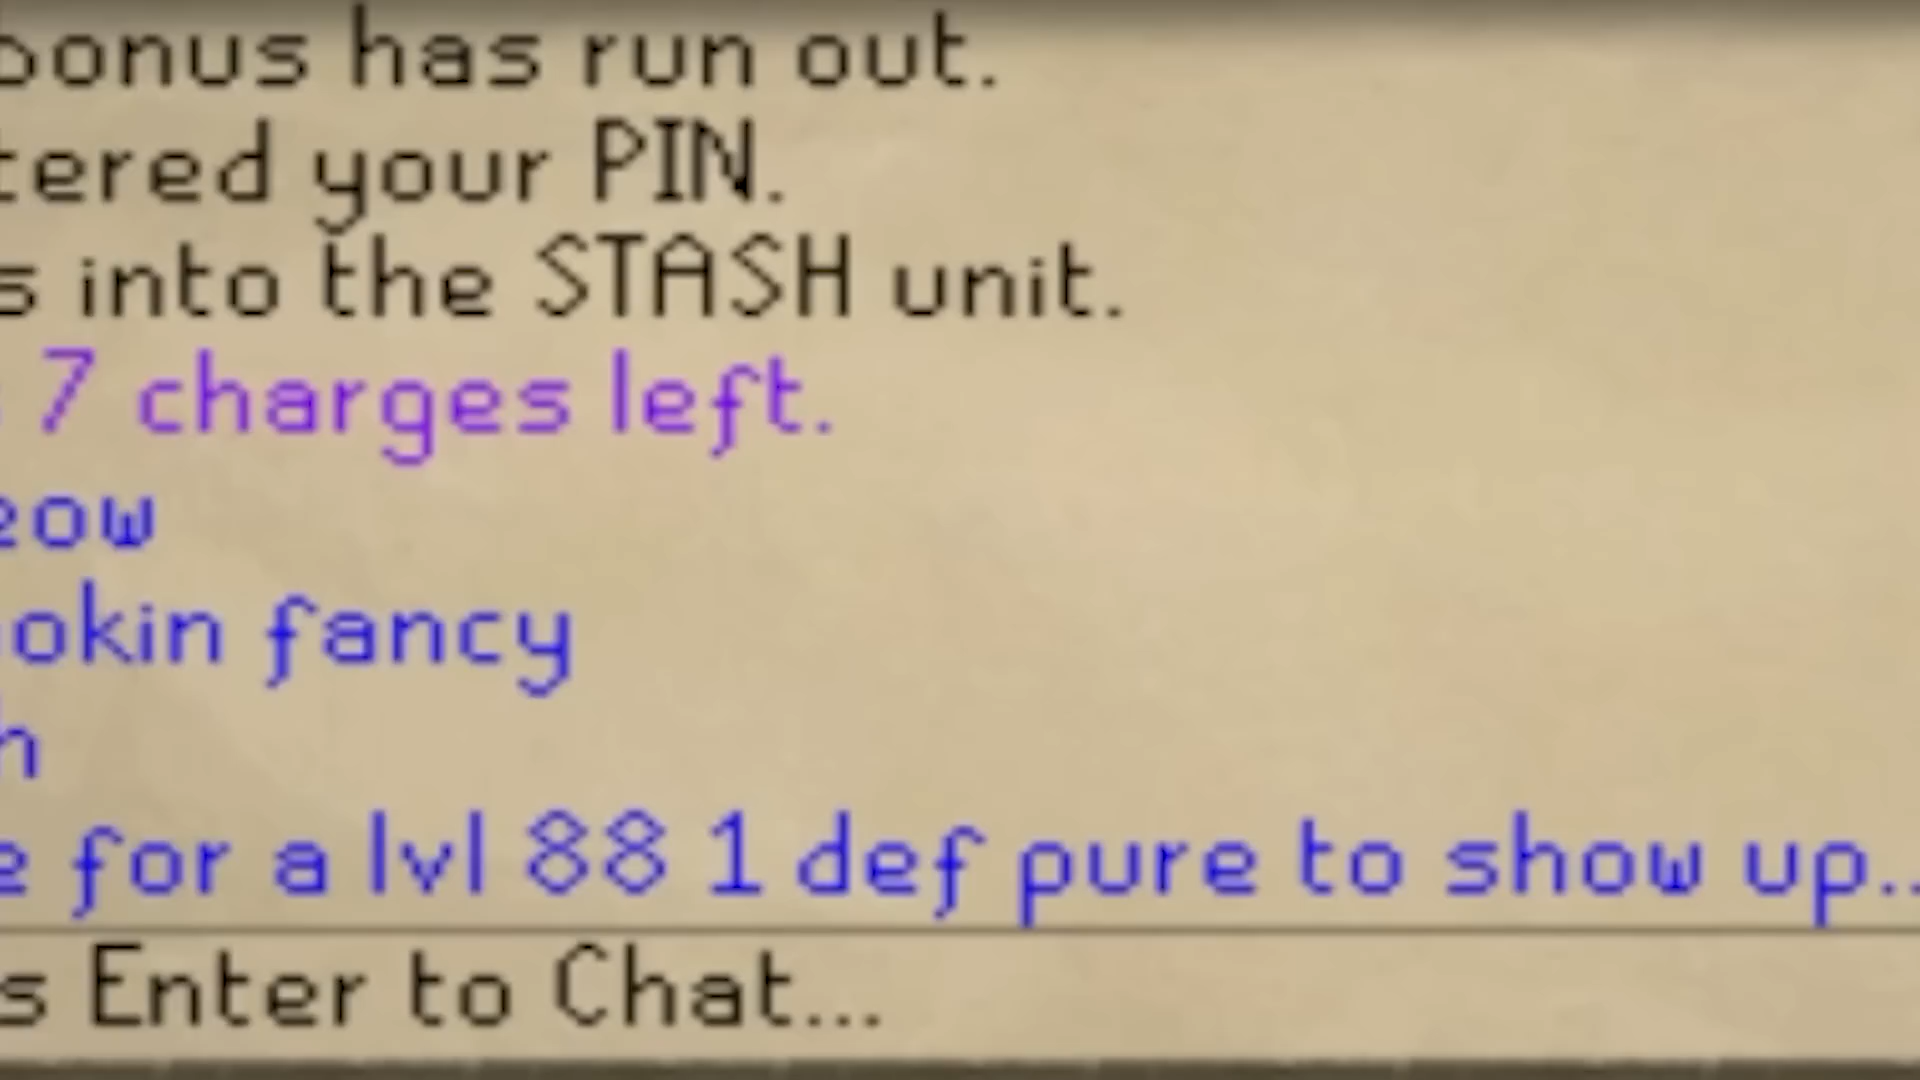 bonus has run out.
tered your PIN.
s into the STASH unit.
7 charges left.
eow
okin fancy
h
e for a lvl 88 1 def pure to show up..
s Enter to Chat...